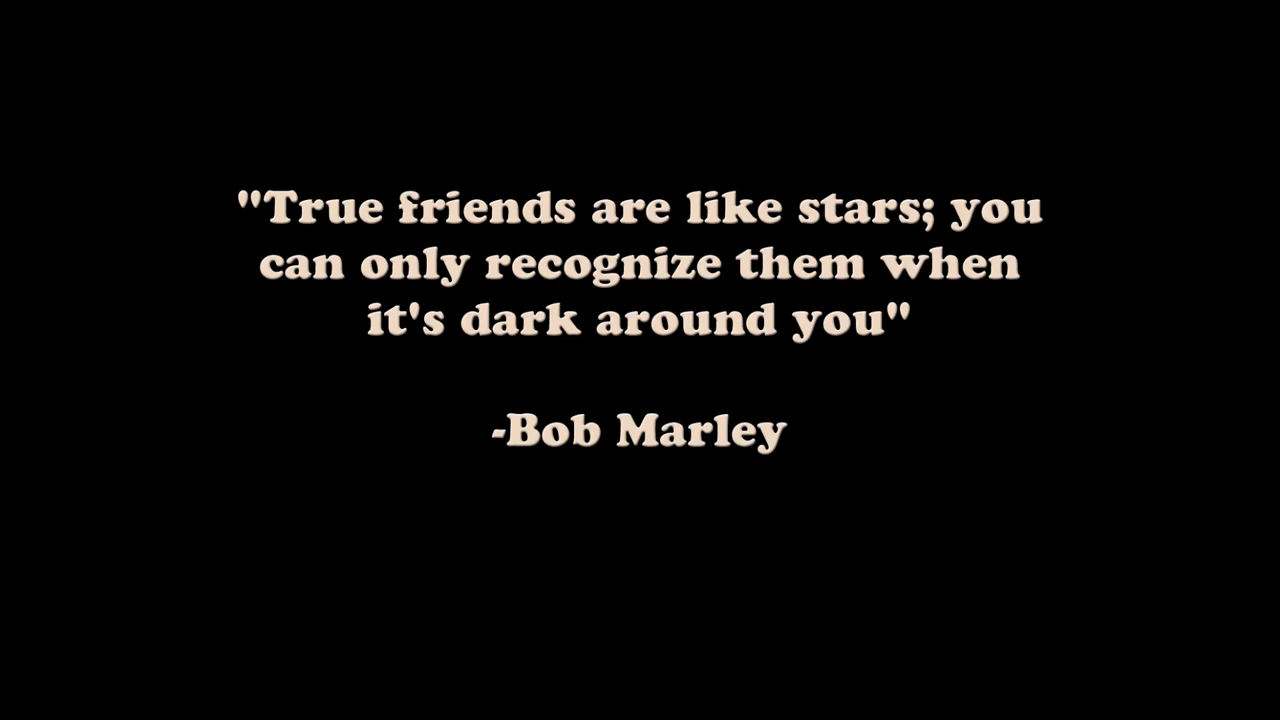 "True friends are like stars; you
can only recognize them when
it's dark around you"
-Bob Marley